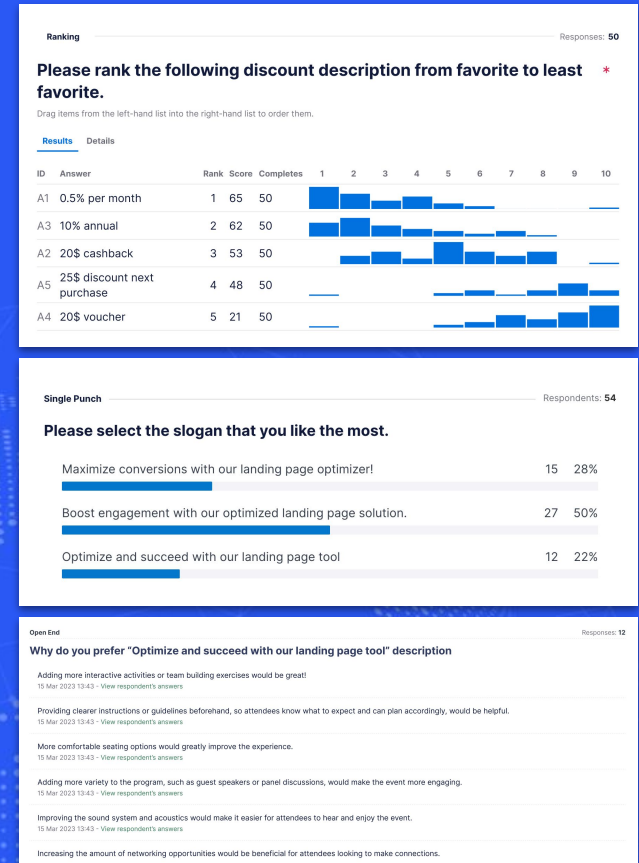 Ranking Responses: 50
Please rank the following discount description from favorite to least *
favorite.
Drag items from the left-hand list into the right-hand list to order them.
Results Details
ID Answer Rank Score Completes 1 2 3 4 5 6 7 8 9 10
A1 0.5% per month 1 65 50
A3 10% annual 2 62 50
A2 20$ cashback 3 53 50
A5 25$ discount next
purchase 4 48 50
A4 20$ voucher 5 21 50
Single Punch Respondents: 54
Please select the slogan that you like the most.
Maximize conversions with our landing page optimizer! 15 28%
Boost engagement with our optimized landing page solution. 27 50%
Optimize and succeed with our landing page tool 12 22%
Open End Responses: 12
Why do you prefer “Optimize and succeed with our landing page tool” description
Adding more interactive activities or team building exercises would be great!
15 Mar 2023 13:43 - View respondent's answers
Providing clearer instructions or guidelines beforehand, so attendees know what to expect and can plan accordingly, would be helpful.
15 Mar 2023 13:43 - View respondent's answers
More comfortable seating options would greatly improve the experience.
15 Mar 2023 13:43 - View respondent's answers
Adding more variety to the program, such as guest speakers or panel discussions, would make the event more engaging.
15 Mar 2023 13:43 - View respondent's answers
Improving the sound system and acoustics would make it easier for attendees to hear and enjoy the event.
15 Mar 2023 13:43 - View respondent's answers
Increasing the amount of networking opportunities would be beneficial for attendees looking to make connections.